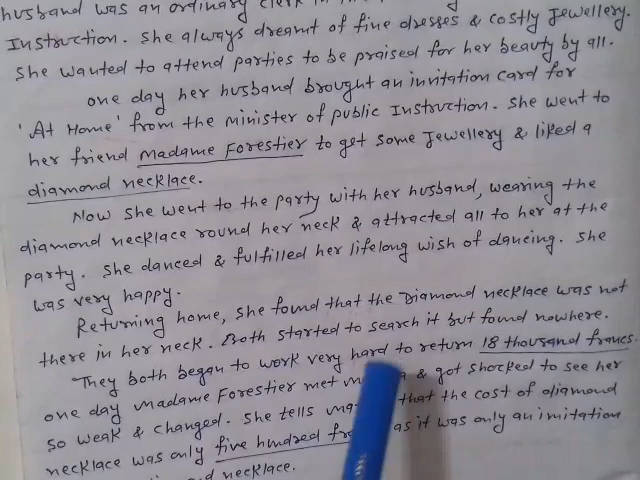 husband was an ordinary clerk in
Instruction. She always dreamt of fine dresses & costly Jewellery.
She wanted to attend parties to be praised for her beauty by all.
one day her husband brought an invitation card for
'At Home' from the minister of public Instruction. She went to
her friend Madame Forestier to get some Jewellery & liked a
diamond necklace.
Now she went to the party with her husband, wearing the
diamond necklace round her neck & attracted all to her at the
party. She danced & fulfilled her lifelong wish of dancing. She
was very happy.
Returning home, she found that the Diamond necklace was not
there in her neck. Both started to search it but found nowhere.
They both began to work very hard to return 18 thousand francs.
one day Madame Forestier met & got shocked to see her
so weak & changed. She tells that the cost of diamond
necklace was only five hundred as it was only an imitation
necklace.